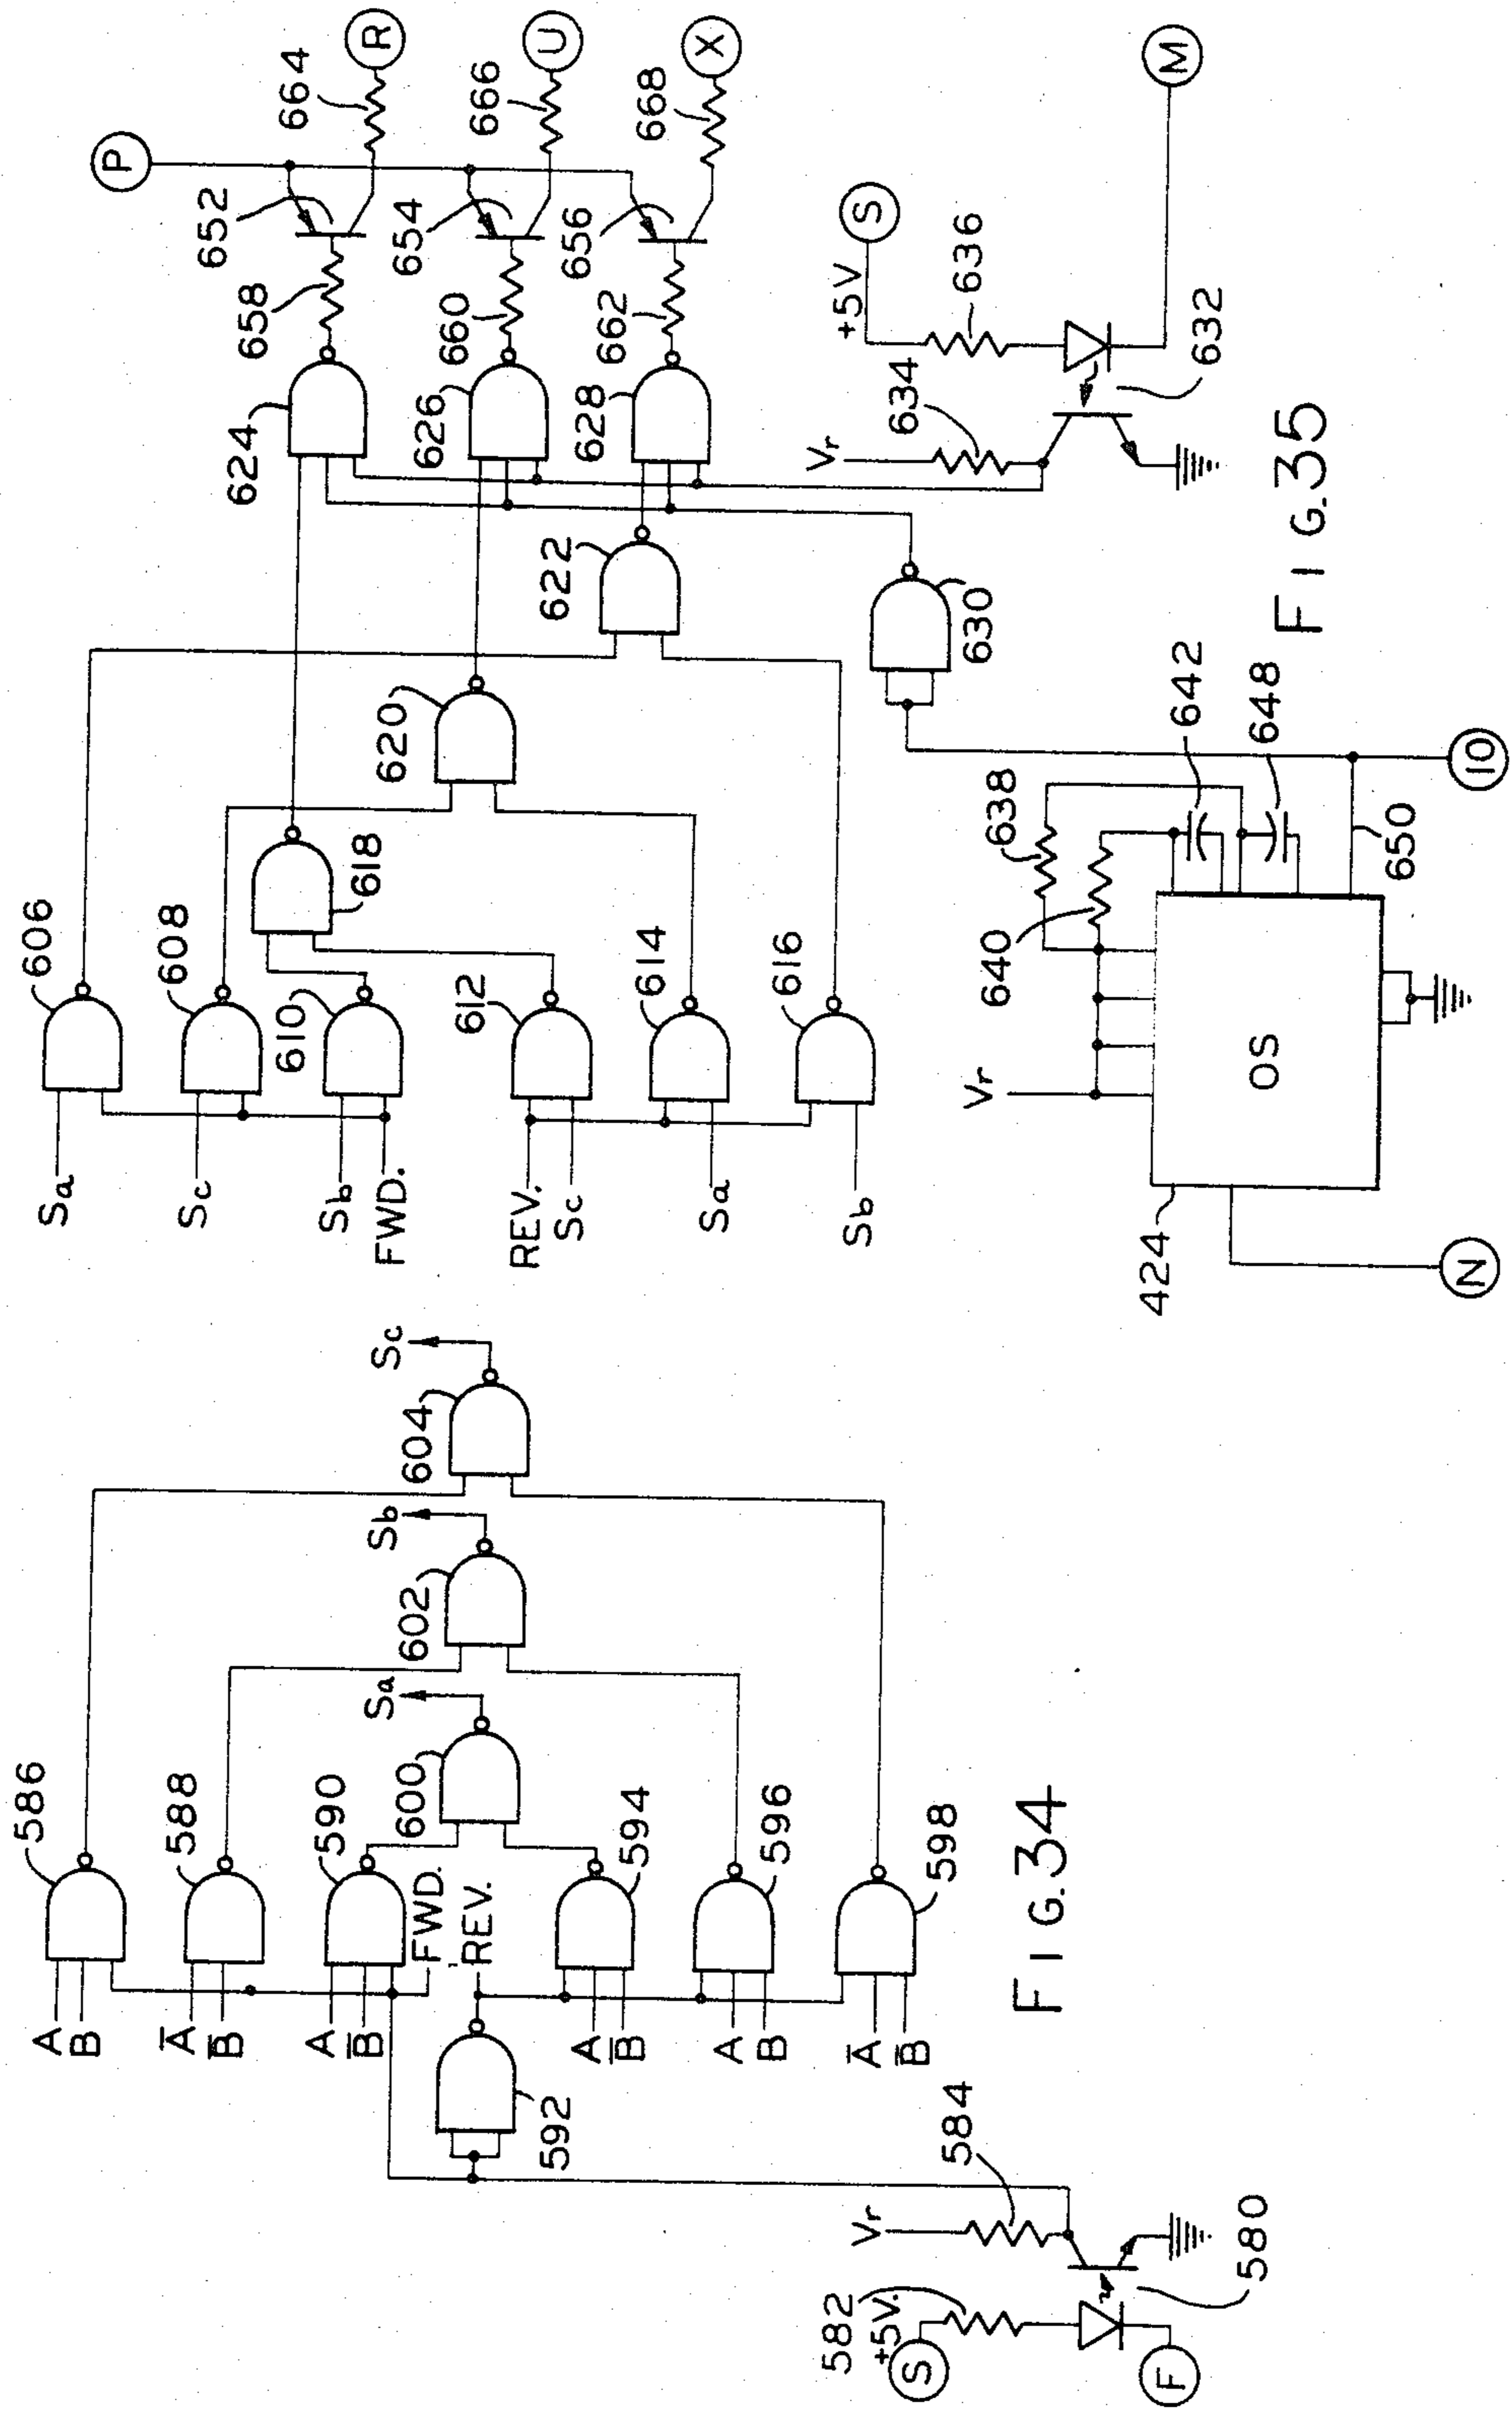 586
A
B
588
A̅
B̅
590
A
B̅
600
Sa
602
Sb
604
Sc
FWD.
REV.
592
594
A
B̅
596
A
B
598
A̅
B̅
584
Vr
582
+5V.
S
F
580
FIG.34
606
Sa
608
Sc
610
Sb
FWD.
618
620
622
612
REV.
Sc
614
Sa
616
Sb
624
626
628
630
658
660
662
652
654
656
P
664
R
666
U
668
X
S
+5V
636
634
Vr
632
M
Vr
640
638
642
648
OS
424
650
N
10
FIG.35